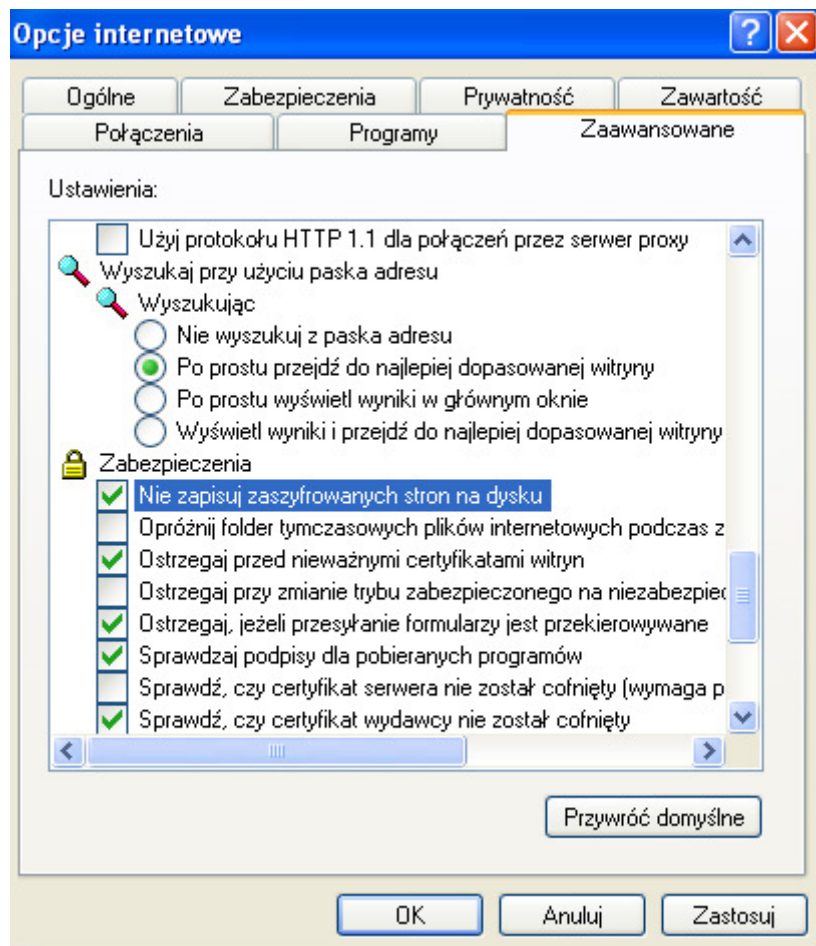 Opcje internetowe
Ogólne Zabezpieczenia Prywatność Zawartość
Połączenia Programy Zaawansowane
Ustawienia:
Użyj protokołu HTTP 1.1 dla połączeń przez serwer proxy
Wyszukaj przy użyciu paska adresu
Wyszukując
Nie wyszukuj z paska adresu
Po prostu przejdź do najlepiej dopasowanej witryny
Po prostu wyświetl wyniki w głównym oknie
Wyświetl wyniki i przejdź do najlepiej dopasowanej witryny
Zabezpieczenia
Nie zapisuj zaszyfrowanych stron na dysku
Opróżnij folder tymczasowych plików internetowych podczas z
Ostrzegaj przed nieważnymi certyfikatami witryn
Ostrzegaj przy zmianie trybu zabezpieczonego na niezabezpiec
Ostrzegaj, jeżeli przesyłanie formularzy jest przekierowywane
Sprawdzaj podpisy dla pobieranych programów
Sprawdź, czy certyfikat serwera nie został cofnięty (wymaga p
Sprawdź, czy certyfikat wydawcy nie został cofnięty
Przywróć domyślne
OK Anuluj Zastosuj